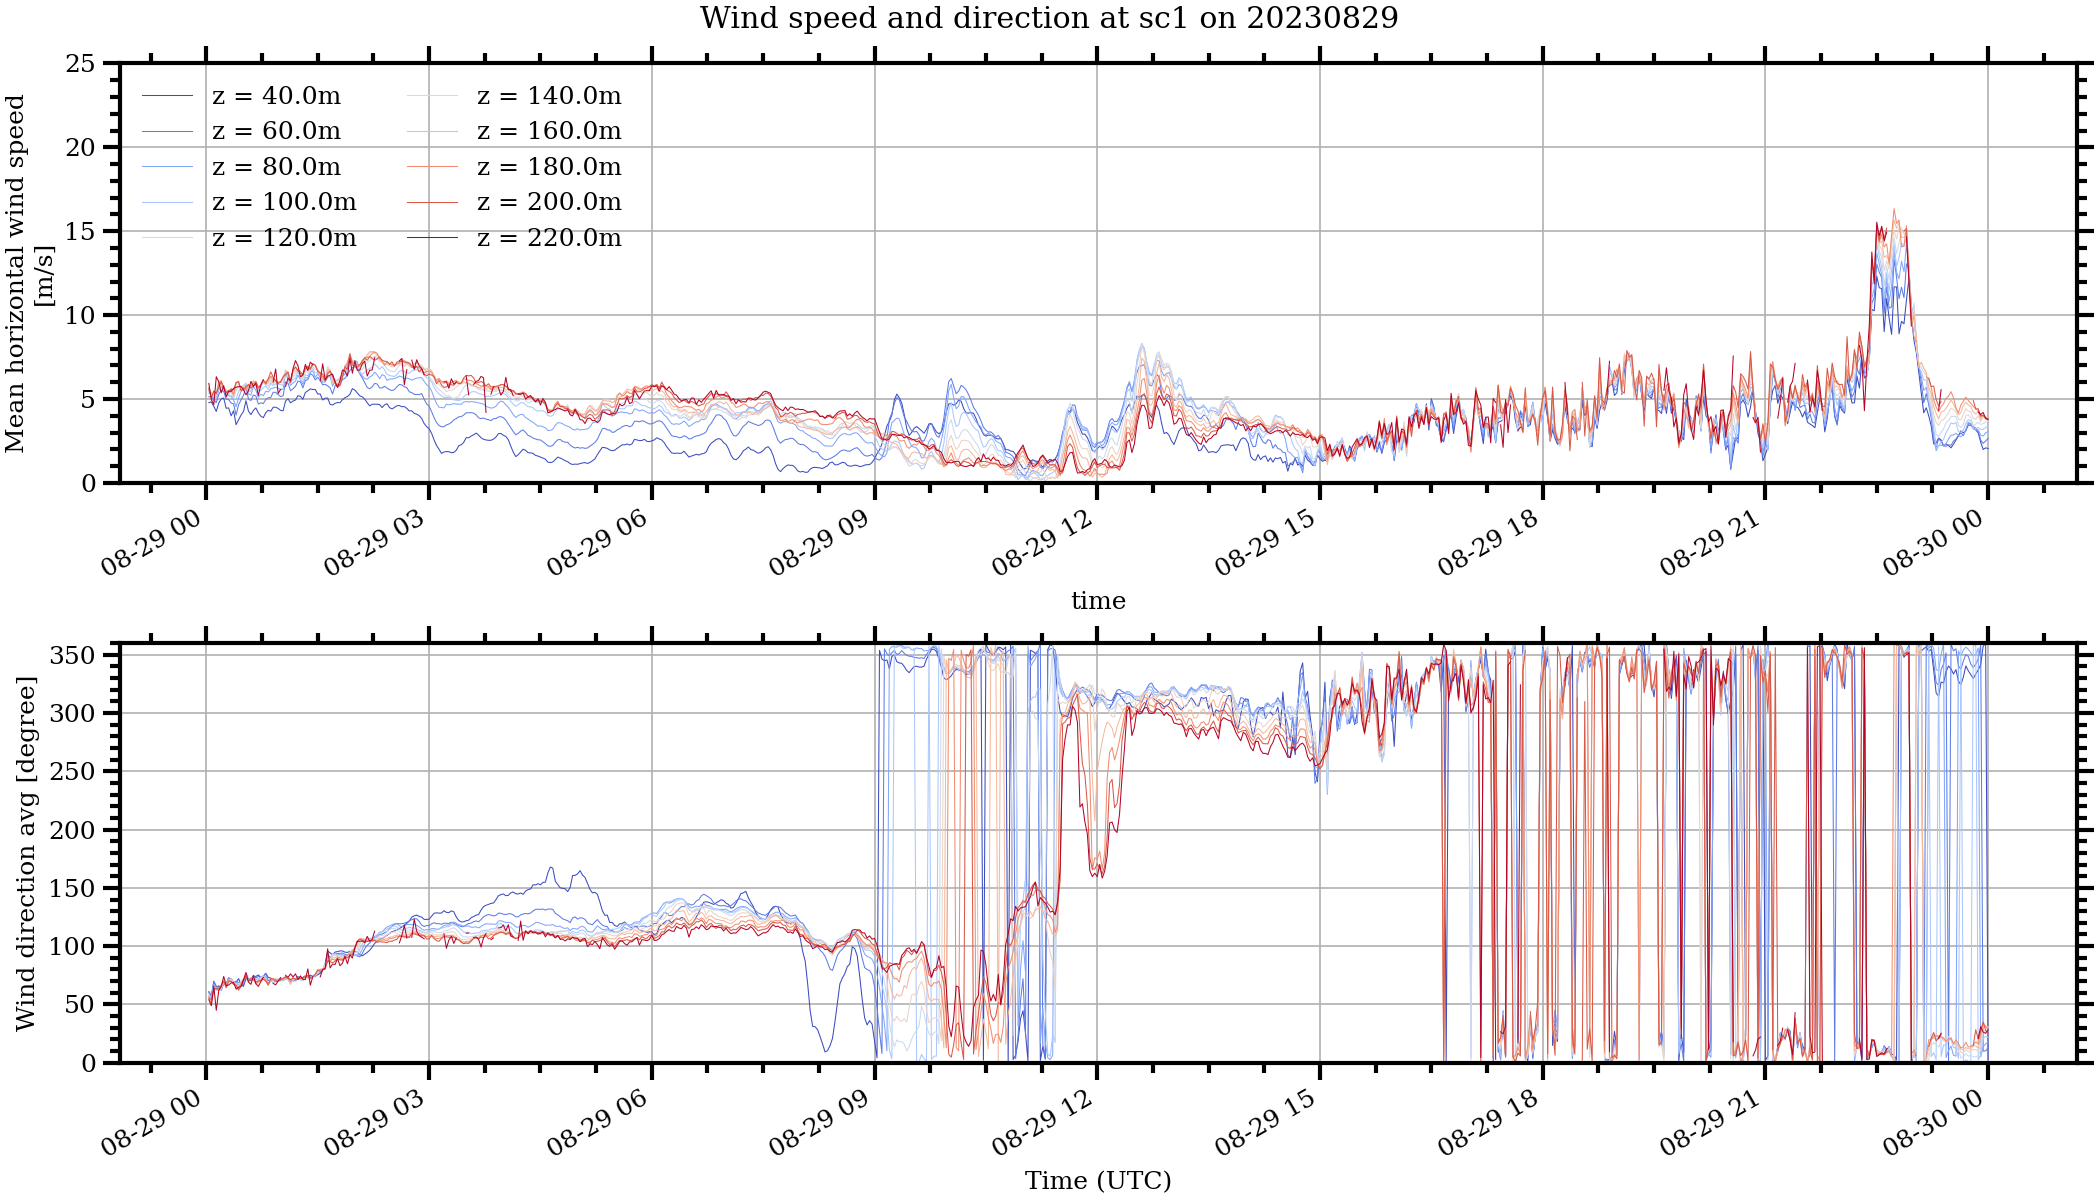 Wind speed and direction at sc1 on 20230829
Mean horizontal wind speed
[m/s]
25
20
15
10
5
0
z = 40.0m
z = 60.0m
z = 80.0m
z = 100.0m
z = 120.0m
z = 140.0m
z = 160.0m
z = 180.0m
z = 200.0m
z = 220.0m
08-29 00
08-29 03
08-29 06
08-29 09
08-29 12
08-29 15
08-29 18
08-29 21
08-30 00
time
Wind direction avg [degree]
350
300
250
200
150
100
50
0
08-29 00
08-29 03
08-29 06
08-29 09
08-29 12
08-29 15
08-29 18
08-29 21
08-30 00
Time (UTC)